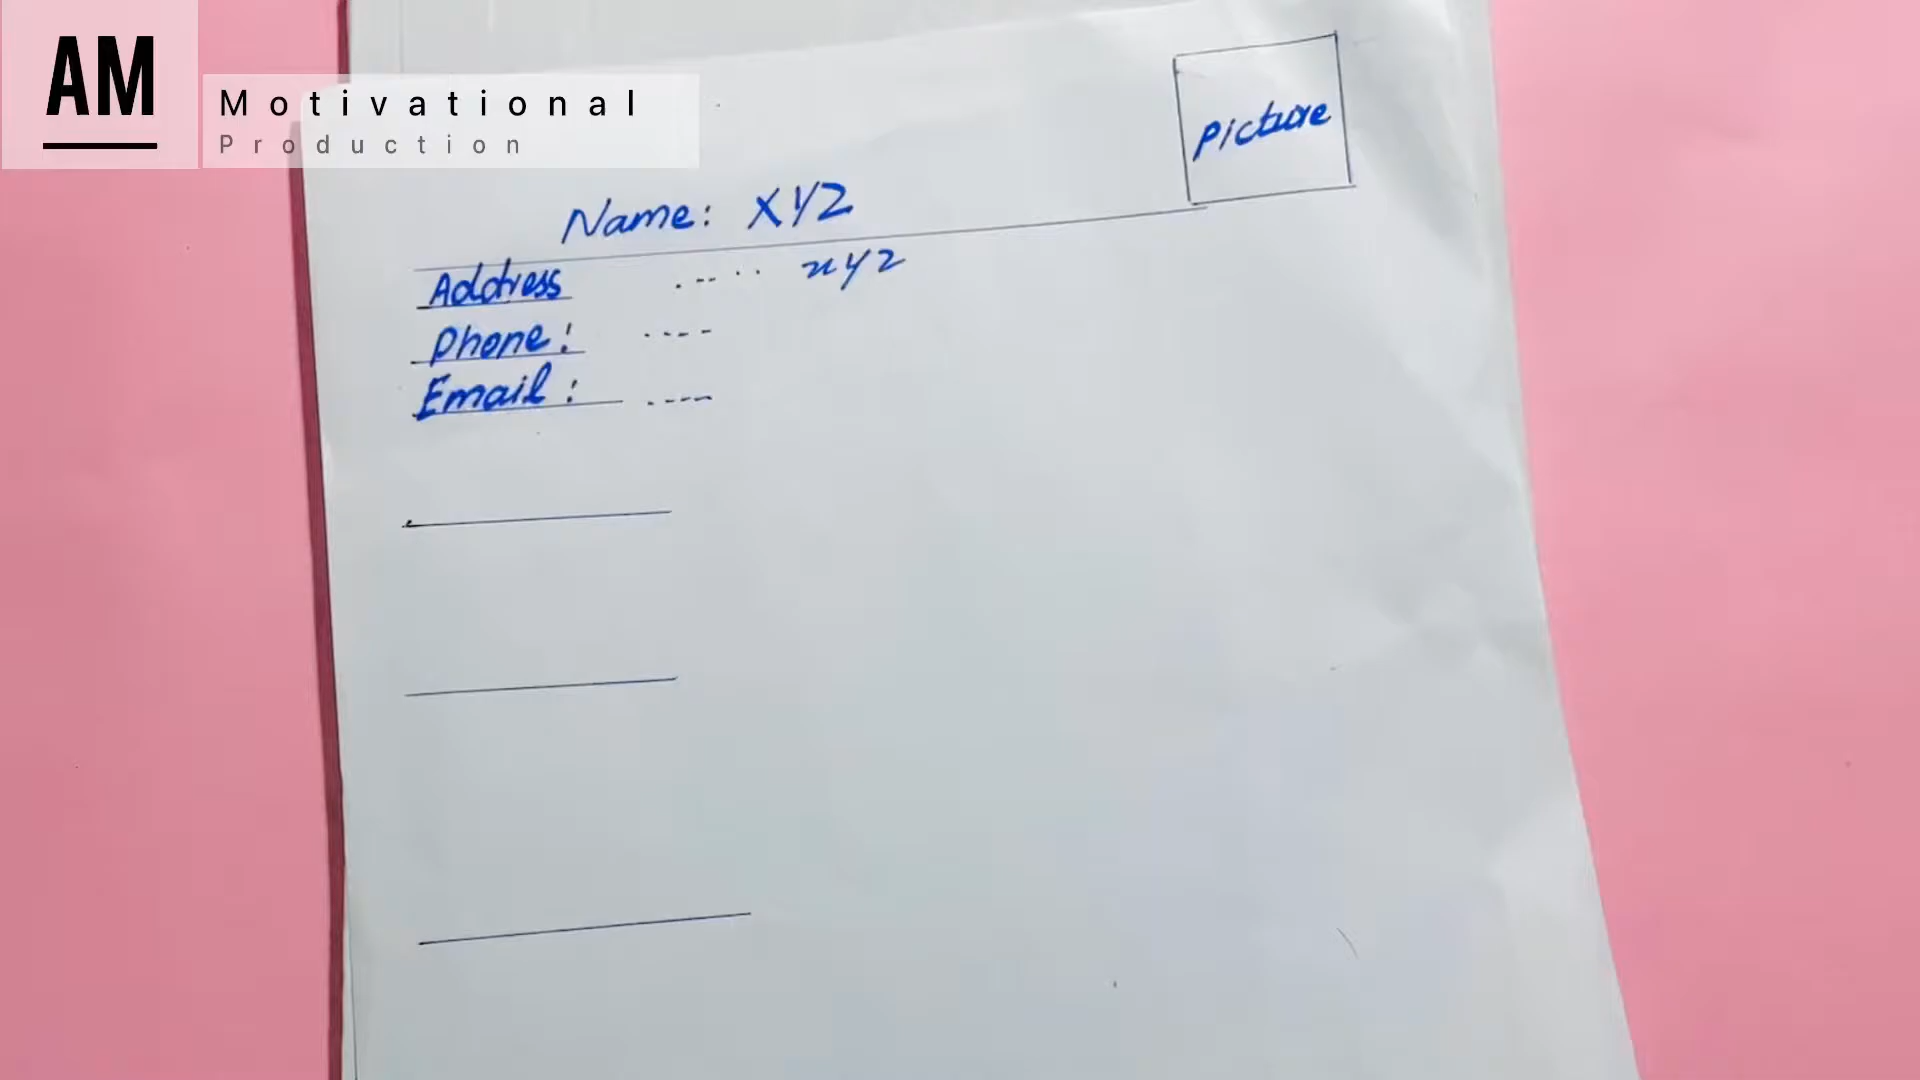 AM
Motivational
Production
Picture
Name: XYZ
Address ..... xyz
Phone: ....
Email: ....